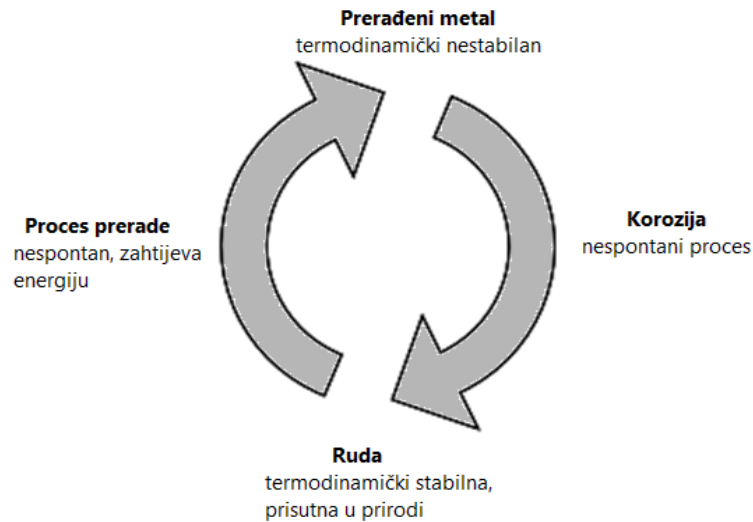 Prerađeni metal
termodinamički nestabilan
Proces prerade
nespontan, zahtijeva
energiju
Korozija
nespontani proces
Ruda
termodinamički stabilna,
prisutna u prirodi